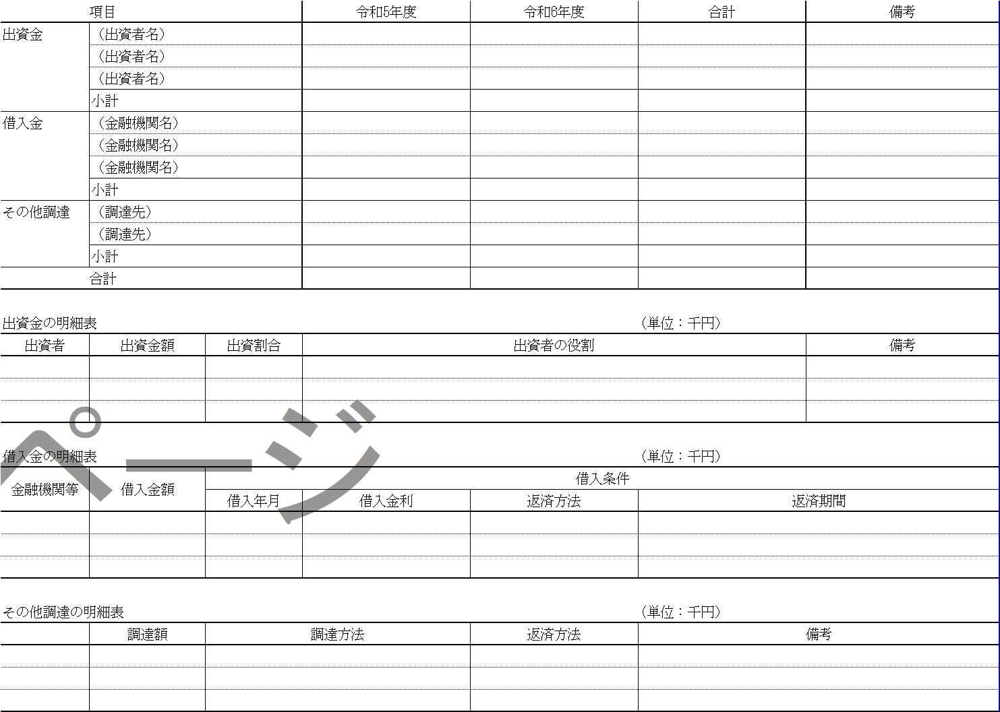 項目 令和5年度 令和6年度 合計 備考
出資金 （出資者名）
（出資者名）
（出資者名）
小計
借入金 （金融機関名）
（金融機関名）
（金融機関名）
小計
その他調達 （調達先）
（調達先）
小計
合計
出資金の明細表 （単位：千円）
出資者 出資金額 出資割合 出資者の役割 備考
ページ
借入金の明細表 （単位：千円）
金融機関等 借入金額 借入条件
借入年月 借入金利 返済方法 返済期間
その他調達の明細表 （単位：千円）
調達額 調達方法 返済方法 備考